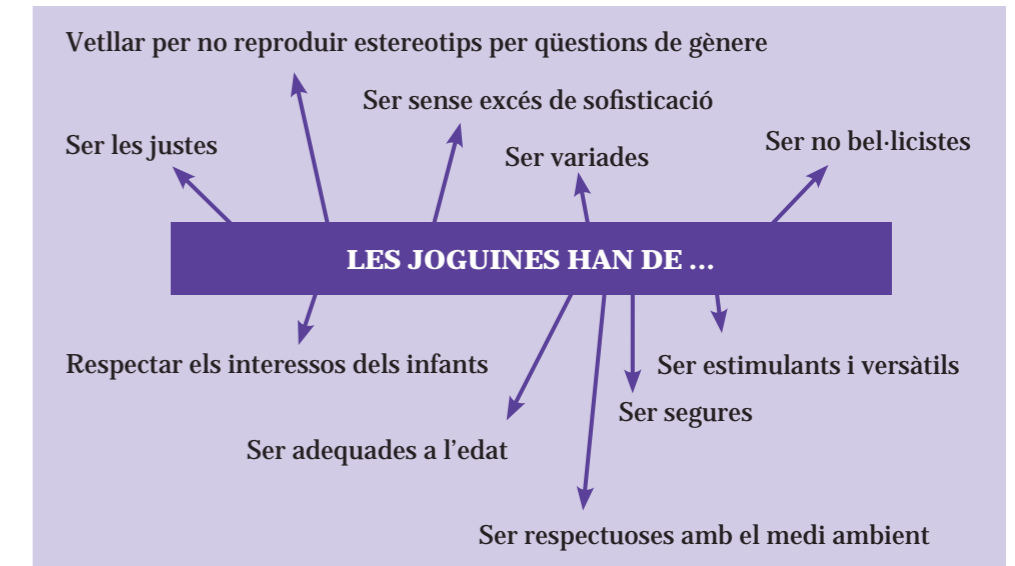 Vetllar per no reproduir estereotips per qüestions de gènere
Ser sense excés de sofisticació
Ser les justes
Ser variades
Ser no bel·licistes
LES JOGUINES HAN DE ...
Respectar els interessos dels infants
Ser estimulants i versàtils
Ser segures
Ser adequades a l’edat
Ser respectuoses amb el medi ambient